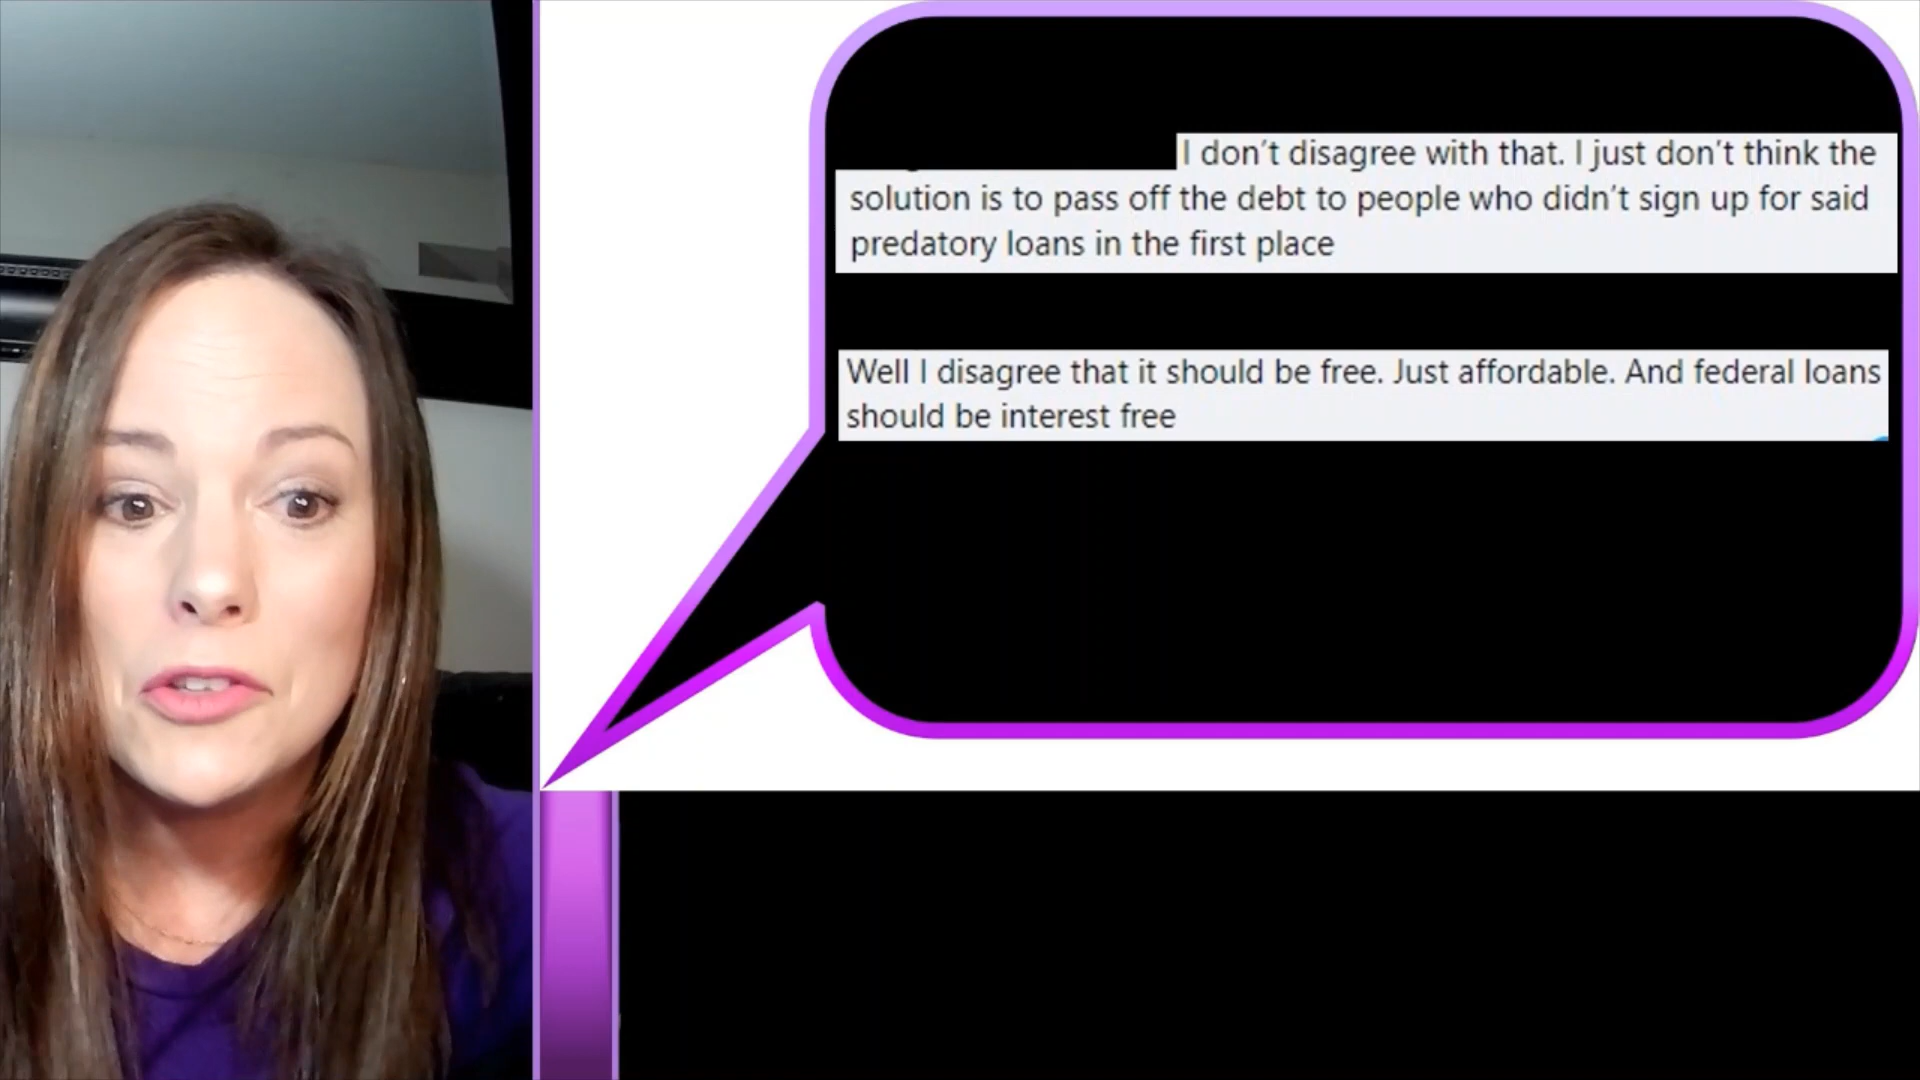 I don’t disagree with that. I just don’t think the
solution is to pass off the debt to people who didn’t sign up for said
predatory loans in the first place
Well I disagree that it should be free. Just affordable. And federal loans
should be interest free